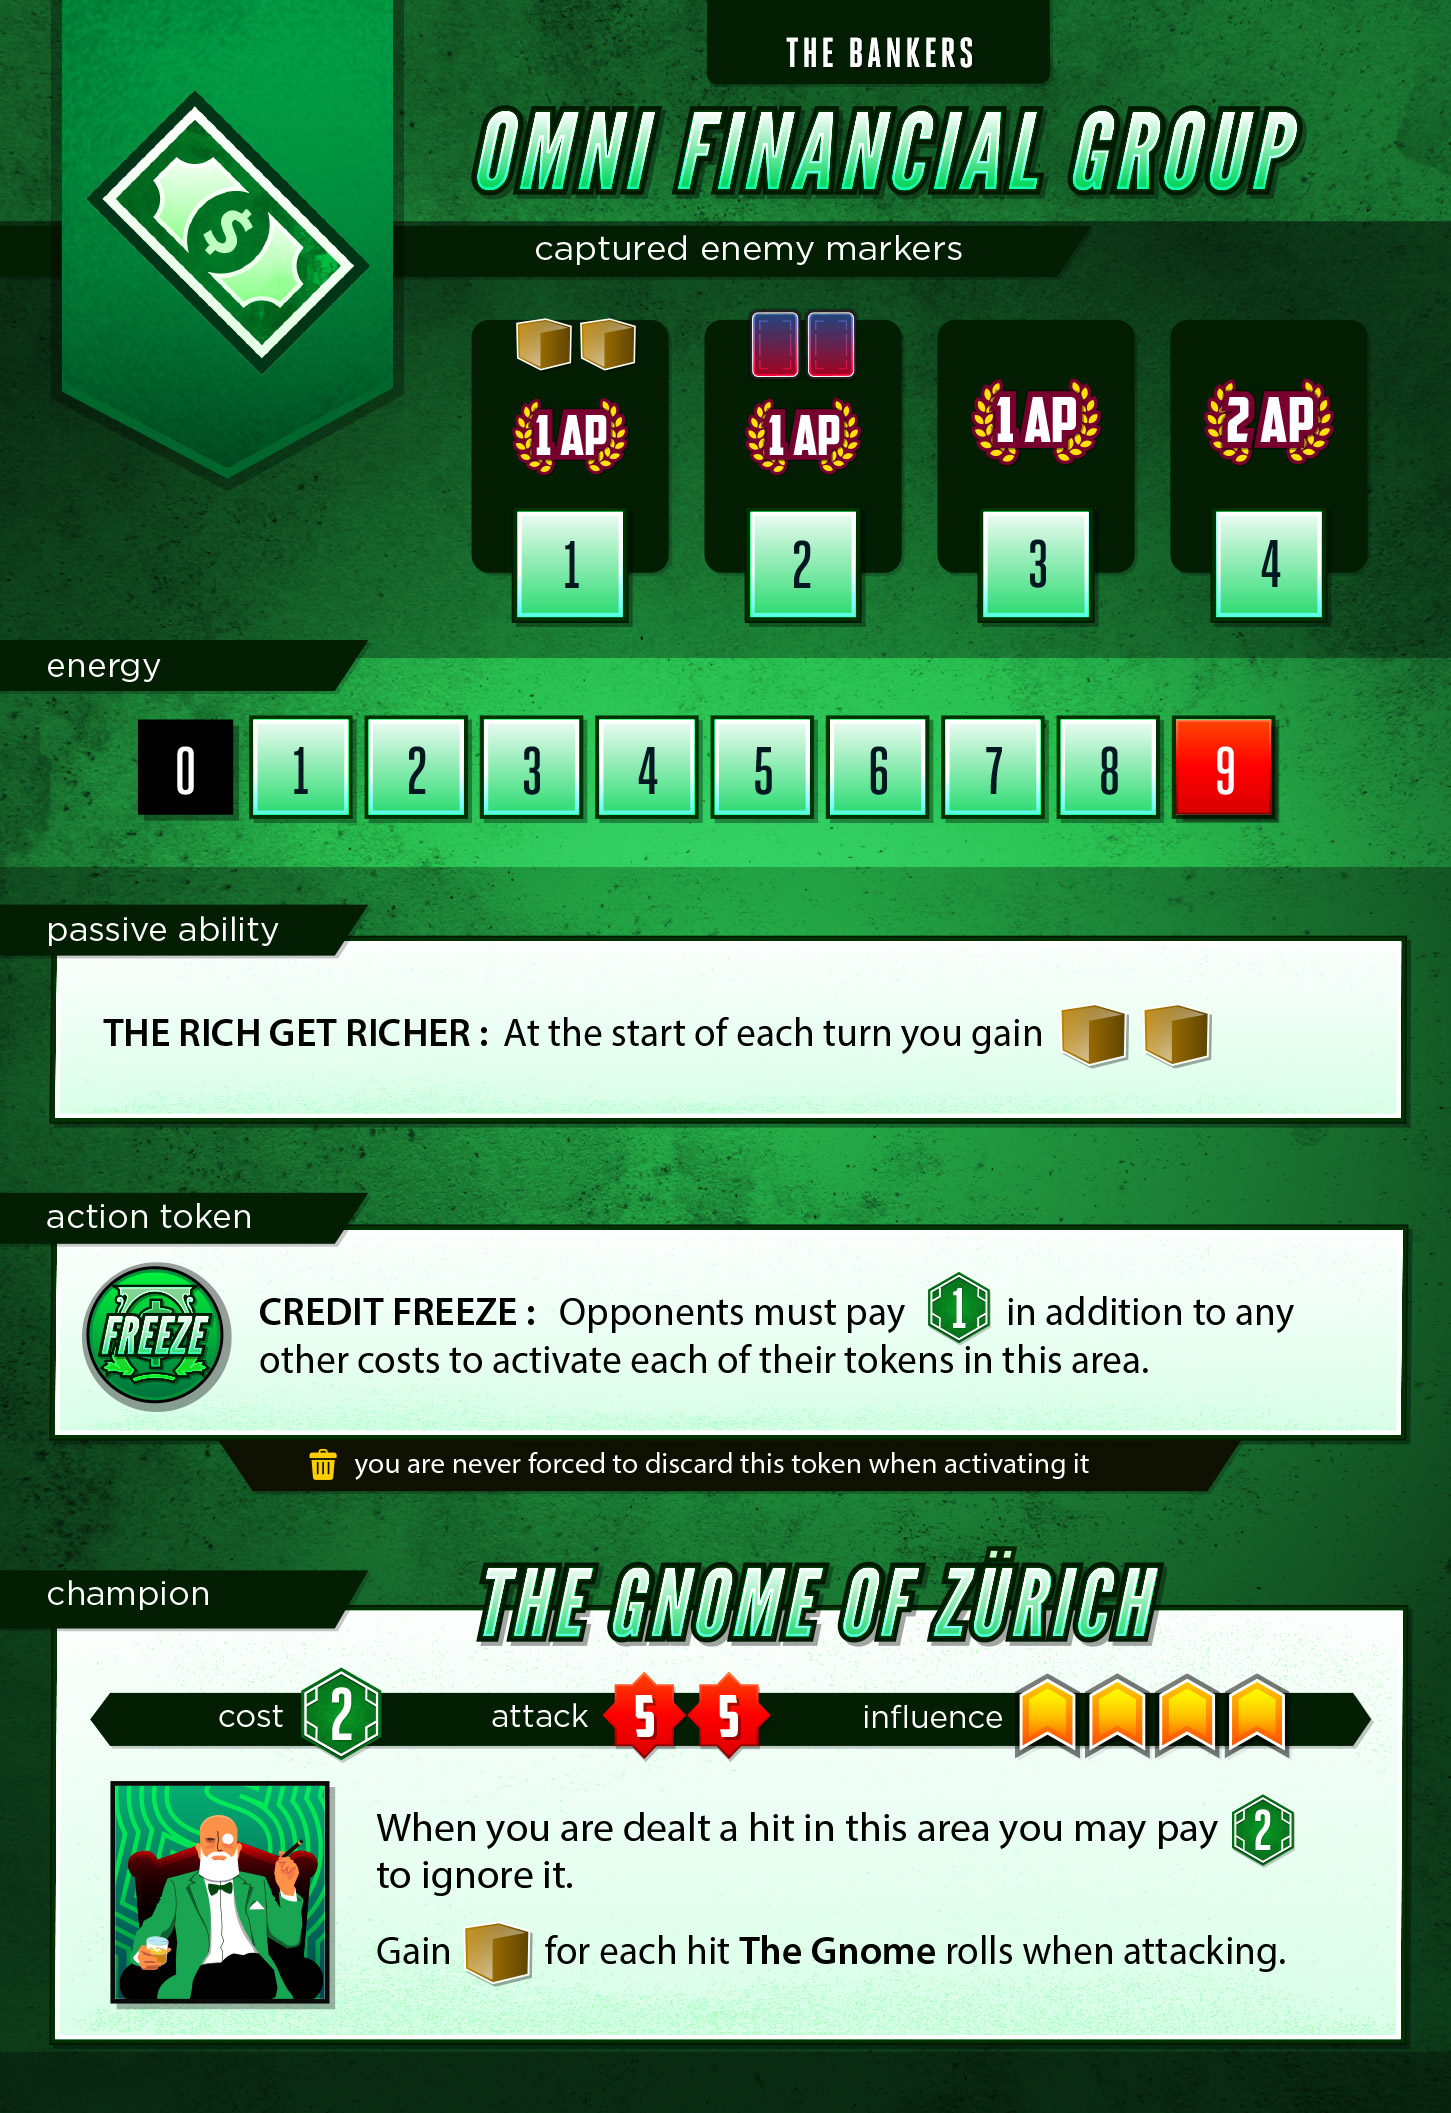 THE BANKERS
OMNI FINANCIAL GROUP
$
captured enemy markers
1 AP 1 AP 1 AP 2 AP
1 2 3 4
energy
0 1 2 3 4 5 6 7 8 9
passive ability
THE RICH GET RICHER : At the start of each turn you gain
action token
FREEZE
CREDIT FREEZE : Opponents must pay 1 in addition to any
other costs to activate each of their tokens in this area.
you are never forced to discard this token when activating it
champion
THE GNOME OF ZÜRICH
cost 2 attack 5 5 influence
When you are dealt a hit in this area you may pay 2
to ignore it.
Gain for each hit The Gnome rolls when attacking.